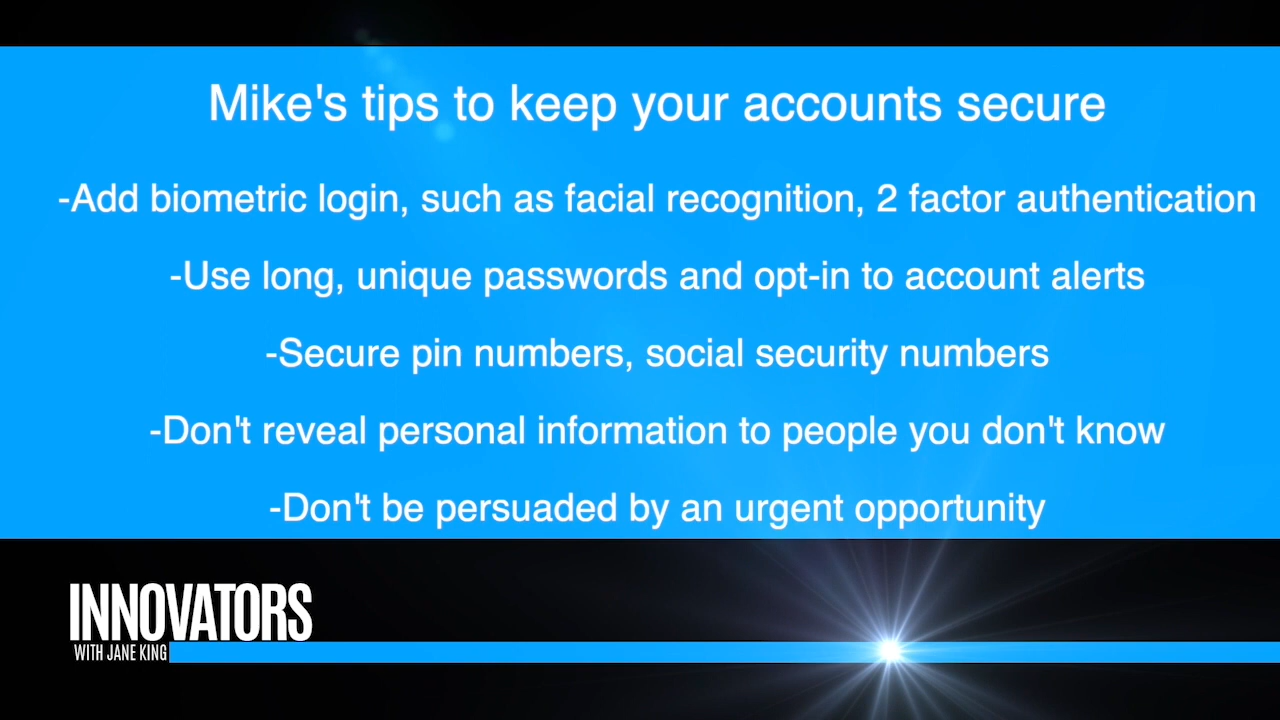 Mike's tips to keep your accounts secure
-Add biometric login, such as facial recognition, 2 factor authentication
-Use long, unique passwords and opt-in to account alerts
-Secure pin numbers, social security numbers
-Don't reveal personal information to people you don't know
-Don't be persuaded by an urgent opportunity
INNOVATORS
WITH JANE KING